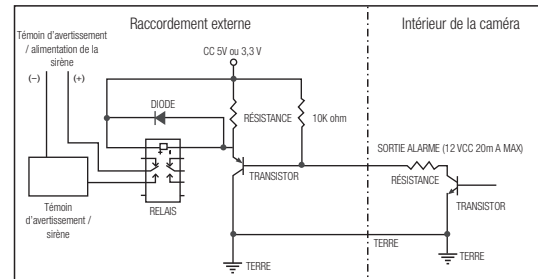 Raccordement externe
Intérieur de la caméra
Témoin d'avertissement
/ alimentation de la
sirène
(−)
(+)
CC 5V ou 3,3 V
DIODE
RÉSISTANCE
10K ohm
SORTIE ALARME (12 VCC 20m A MAX)
RÉSISTANCE
TRANSISTOR
TRANSISTOR
RELAIS
Témoin
d'avertissement /
sirène
TERRE
TERRE
TERRE